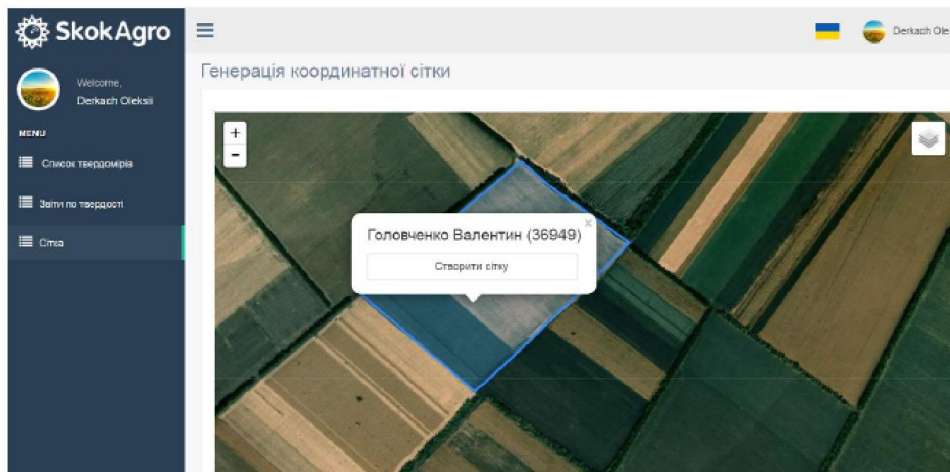 SkokAgro
Derkach Ole
Welcome,
Derkach Oleksii
Генерація координатної сітки
MENU
Список твердомірів
Звіти по твердості
Сітка
+
-
Головченко Валентин (36949)
x
Створити сітку